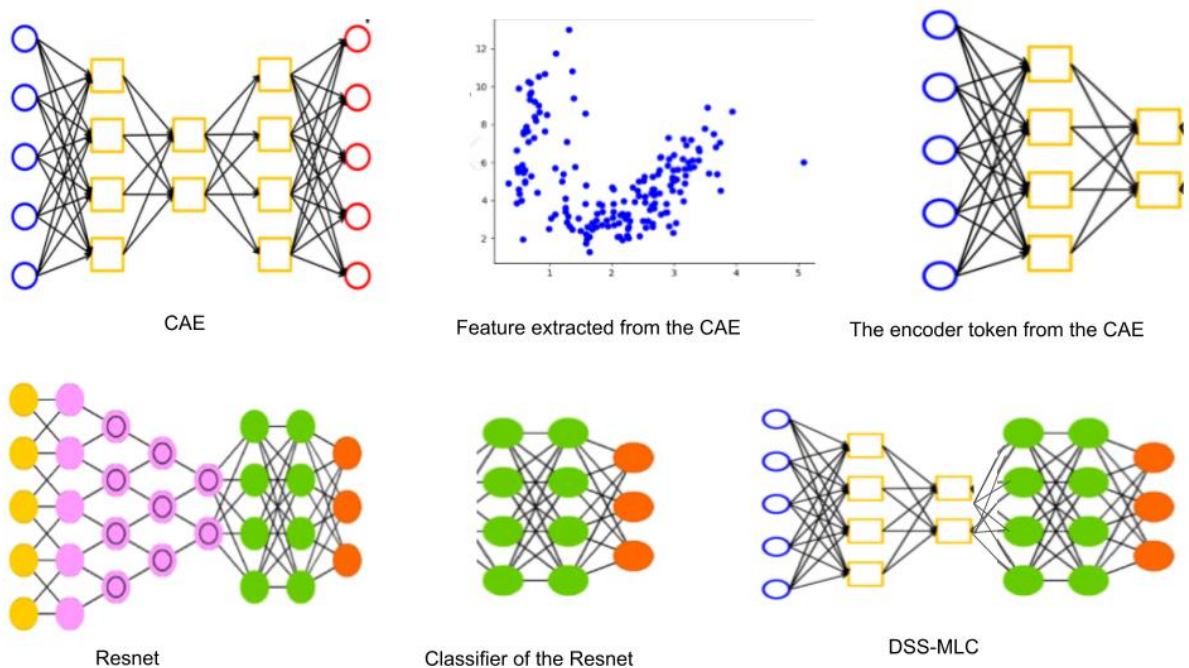 12
10
8
6
4
2
1 2 3 4 5
CAE
Feature extracted from the CAE
The encoder token from the CAE
Resnet
Classifier of the Resnet
DSS-MLC